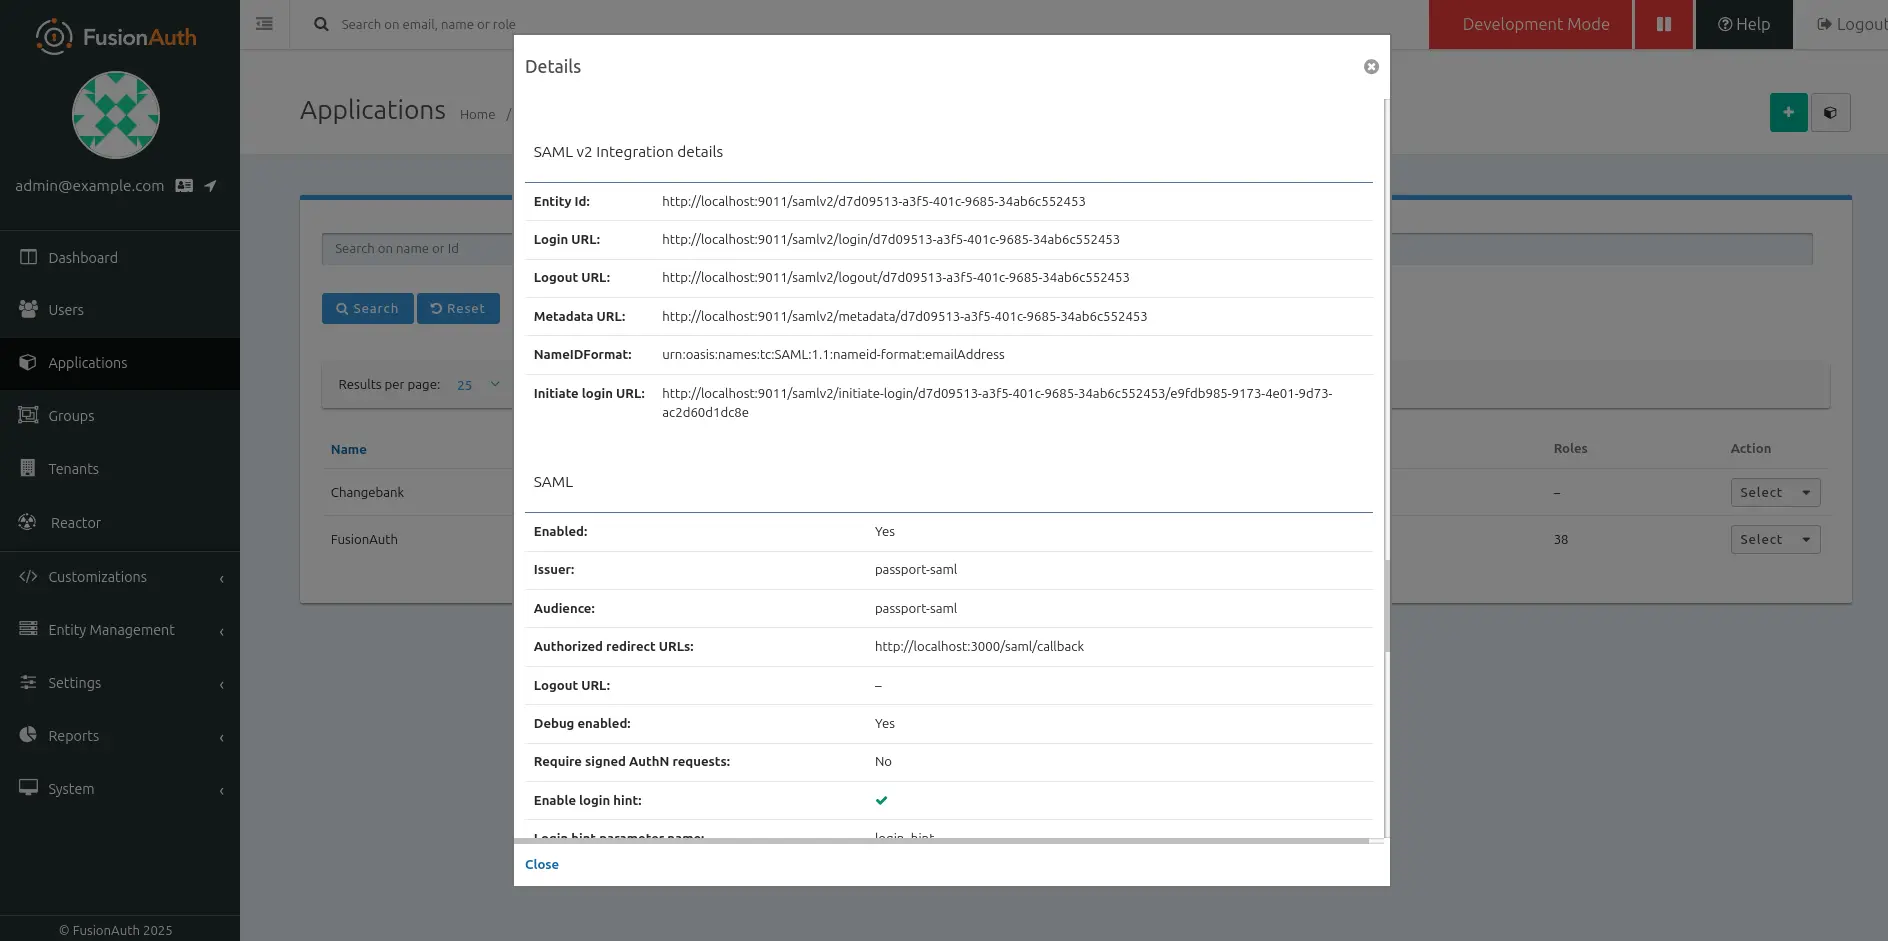 FusionAuth
Search on email, name or role
Development Mode
Help
Logout
admin@example.com
Dashboard
Users
Applications
Groups
Tenants
Reactor
Customizations
Entity Management
Settings
Reports
System
© FusionAuth 2025
Applications
Home /
Search on name or Id
Search
Reset
Results per page: 25
Name
Roles
Action
Changebank
–
Select
FusionAuth
38
Select
Details
SAML v2 Integration details
Entity Id: http://localhost:9011/samlv2/d7d09513-a3f5-401c-9685-34ab6c552453
Login URL: http://localhost:9011/samlv2/login/d7d09513-a3f5-401c-9685-34ab6c552453
Logout URL: http://localhost:9011/samlv2/logout/d7d09513-a3f5-401c-9685-34ab6c552453
Metadata URL: http://localhost:9011/samlv2/metadata/d7d09513-a3f5-401c-9685-34ab6c552453
NameIDFormat: urn:oasis:names:tc:SAML:1.1:nameid-format:emailAddress
Initiate login URL: http://localhost:9011/samlv2/initiate-login/d7d09513-a3f5-401c-9685-34ab6c552453/e9fdb985-9173-4e01-9d73-
ac2d60d1dc8e
SAML
Enabled: Yes
Issuer: passport-saml
Audience: passport-saml
Authorized redirect URLs: http://localhost:3000/saml/callback
Logout URL: –
Debug enabled: Yes
Require signed AuthN requests: No
Enable login hint:
Login hint parameter name: login_hint
Close